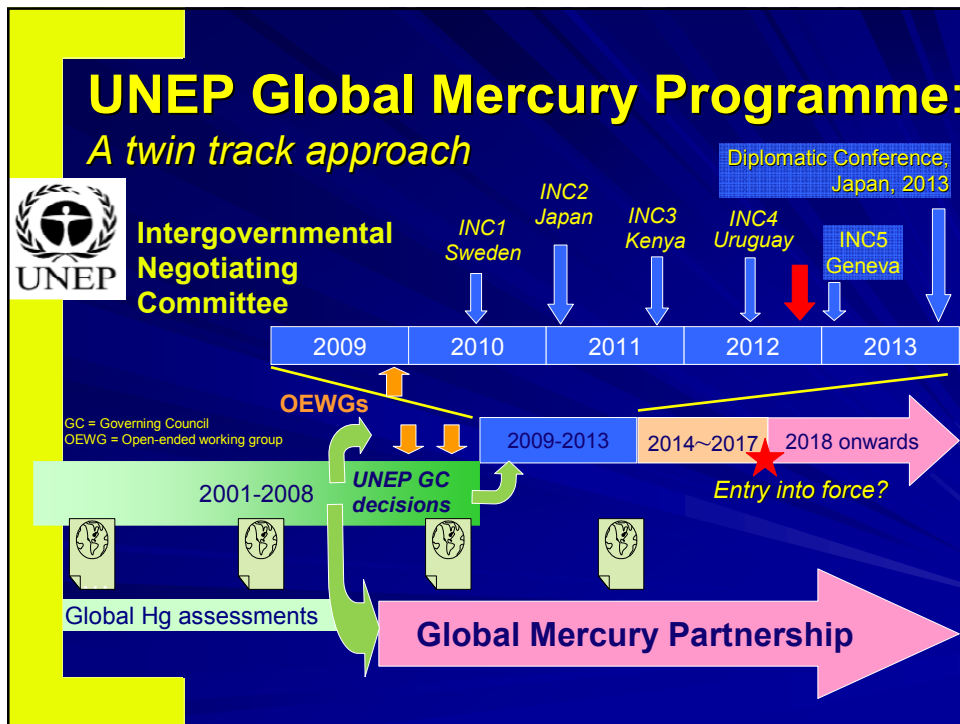 UNEP Global Mercury Programme:
A twin track approach
UNEP
Intergovernmental
Negotiating
Committee
INC1
Sweden
INC2
Japan
INC3
Kenya
INC4
Uruguay
Diplomatic Conference,
Japan, 2013
INC5
Geneva
2009
2010
2011
2012
2013
OEWGs
GC = Governing Council
OEWG = Open-ended working group
2009-2013
2014~2017
2018 onwards
2001-2008
UNEP GC
decisions
Entry into force?
Global Hg assessments
Global Mercury Partnership